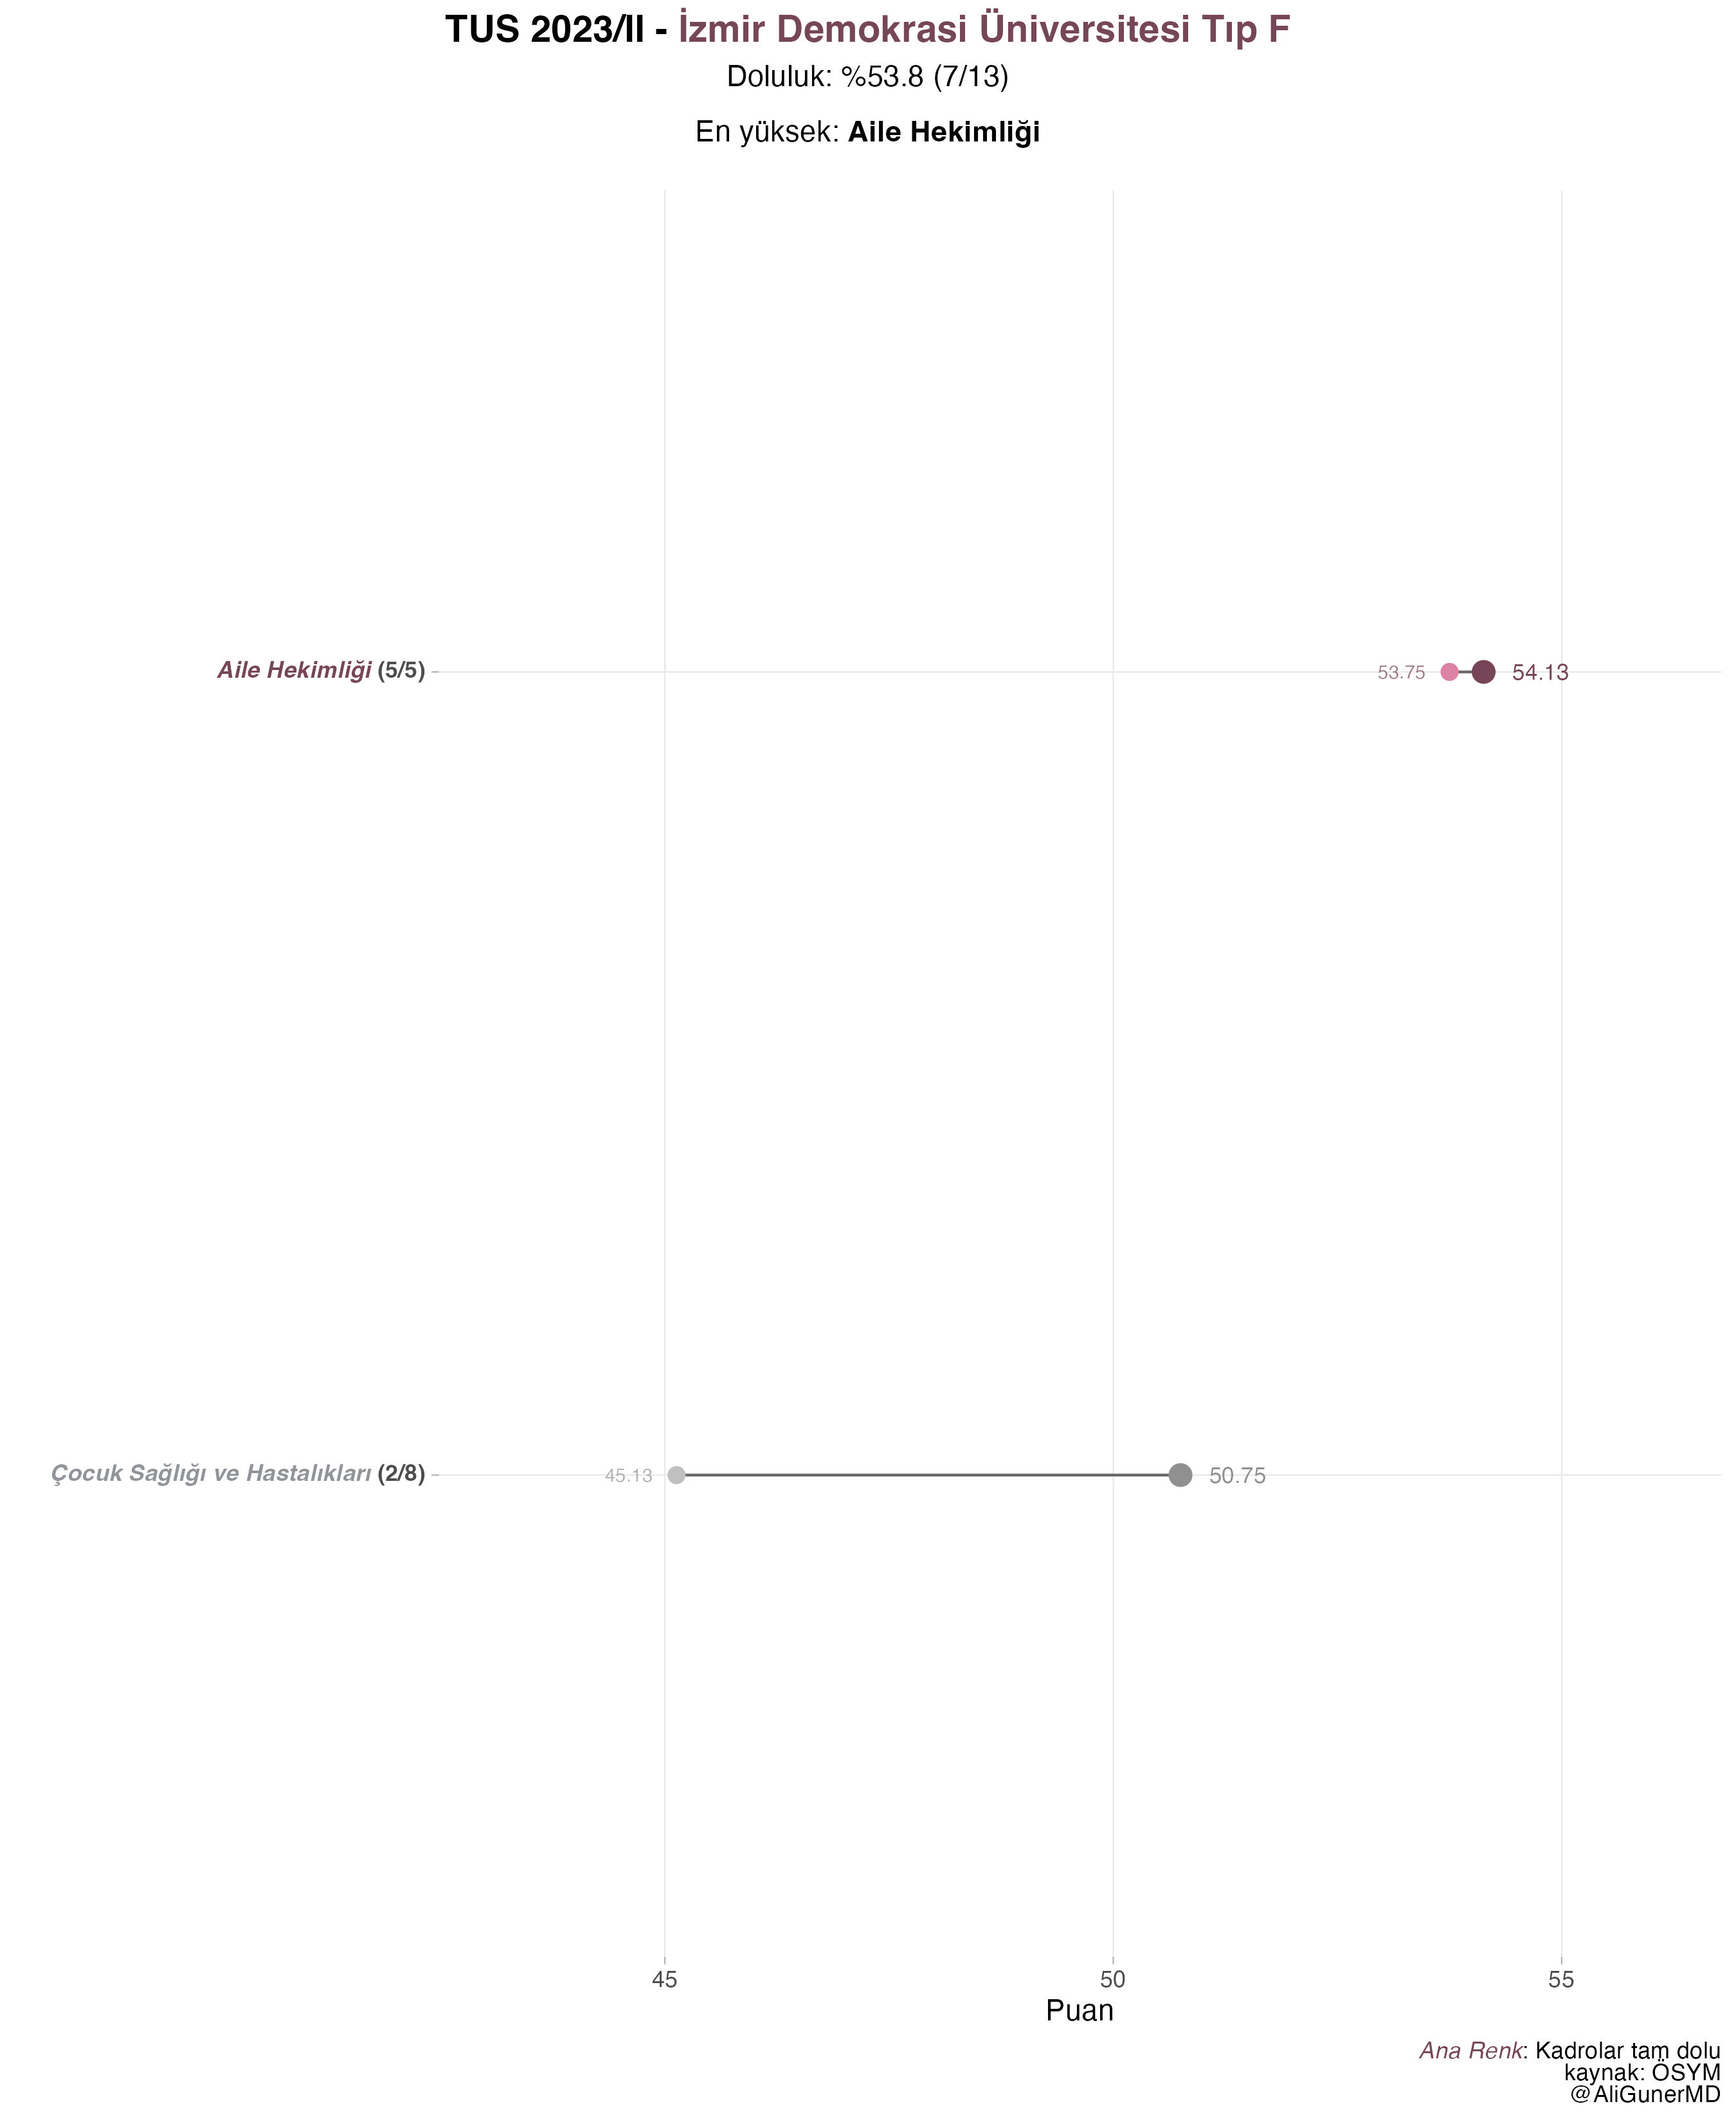 TUS 2023/II - İzmir Demokrasi Üniversitesi Tıp F
Doluluk: %53.8 (7/13)
En yüksek: Aile Hekimliği
Aile Hekimliği (5/5)
53.75
54.13
Çocuk Sağlığı ve Hastalıkları (2/8)
45.13
50.75
45
50
55
Puan
Ana Renk: Kadrolar tam dolu
kaynak: ÖSYM
@AliGunerMD